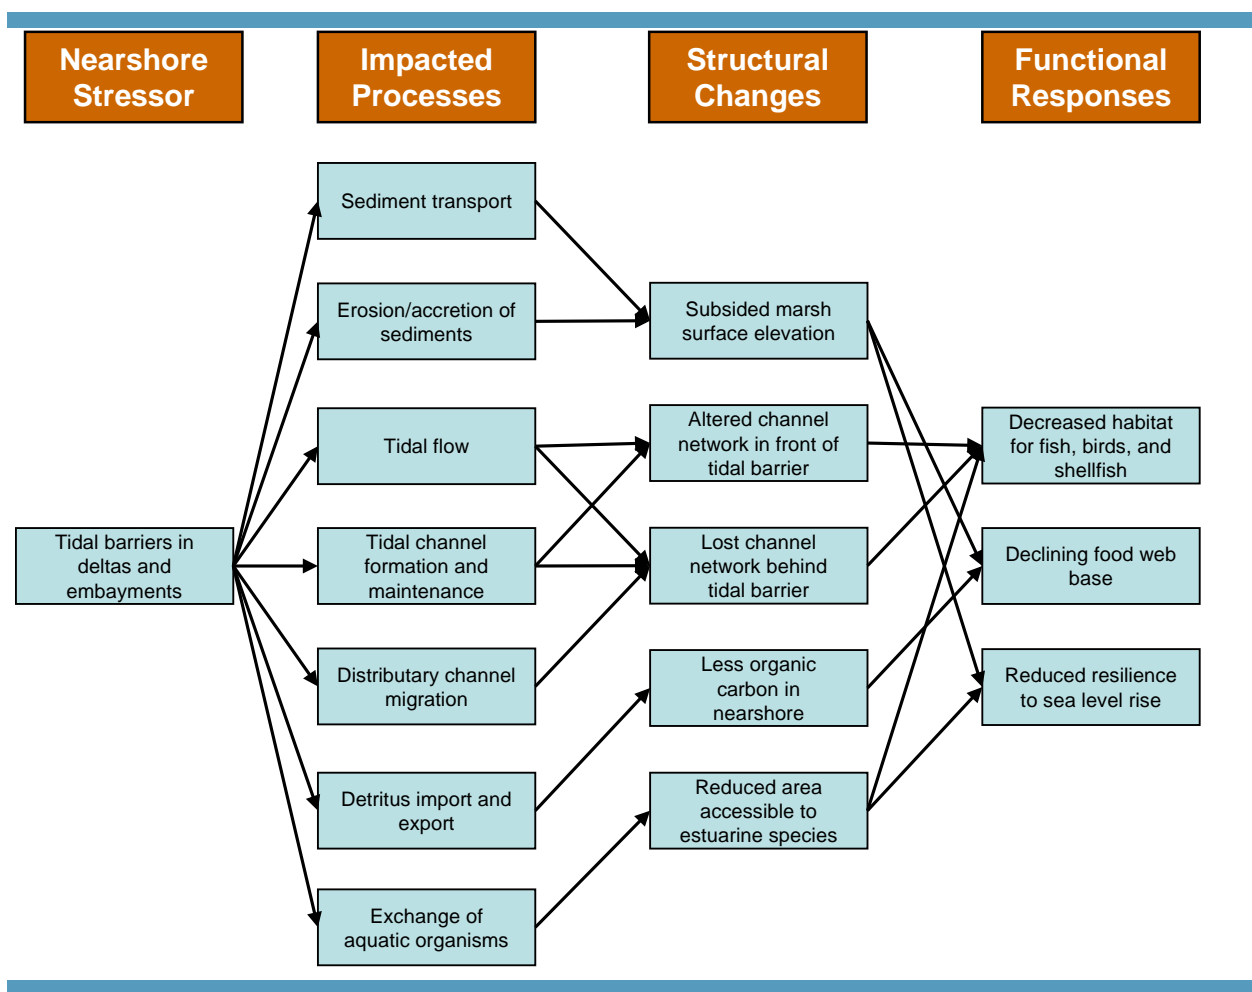 Nearshore
Stressor
Impacted
Processes
Structural
Changes
Functional
Responses
Tidal barriers in
deltas and
embayments
Sediment transport
Erosion/accretion of
sediments
Tidal flow
Tidal channel
formation and
maintenance
Distributary channel
migration
Detritus import and
export
Exchange of
aquatic organisms
Subsided marsh
surface elevation
Altered channel
network in front of
tidal barrier
Lost channel
network behind
tidal barrier
Less organic
carbon in
nearshore
Reduced area
accessible to
estuarine species
Decreased habitat
for fish, birds, and
shellfish
Declining food web
base
Reduced resilience
to sea level rise